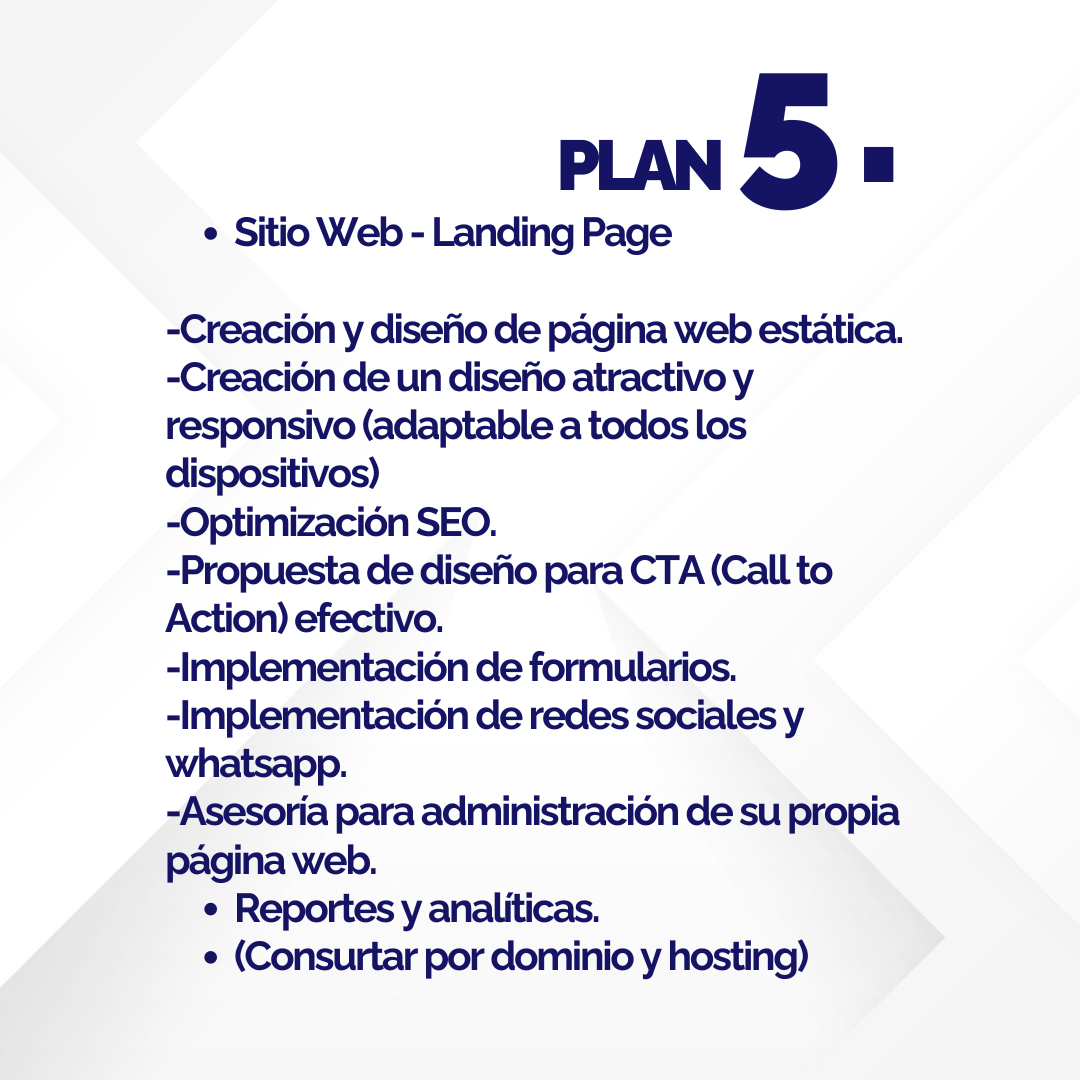 PLAN 5.
• Sitio Web - Landing Page
-Creación y diseño de página web estática.
-Creación de un diseño atractivo y
responsivo (adaptable a todos los
dispositivos)
-Optimización SEO.
-Propuesta de diseño para CTA (Call to
Action) efectivo.
-Implementación de formularios.
-Implementación de redes sociales y
whatsapp.
-Asesoría para administración de su propia
página web.
• Reportes y analíticas.
• (Consurtar por dominio y hosting)